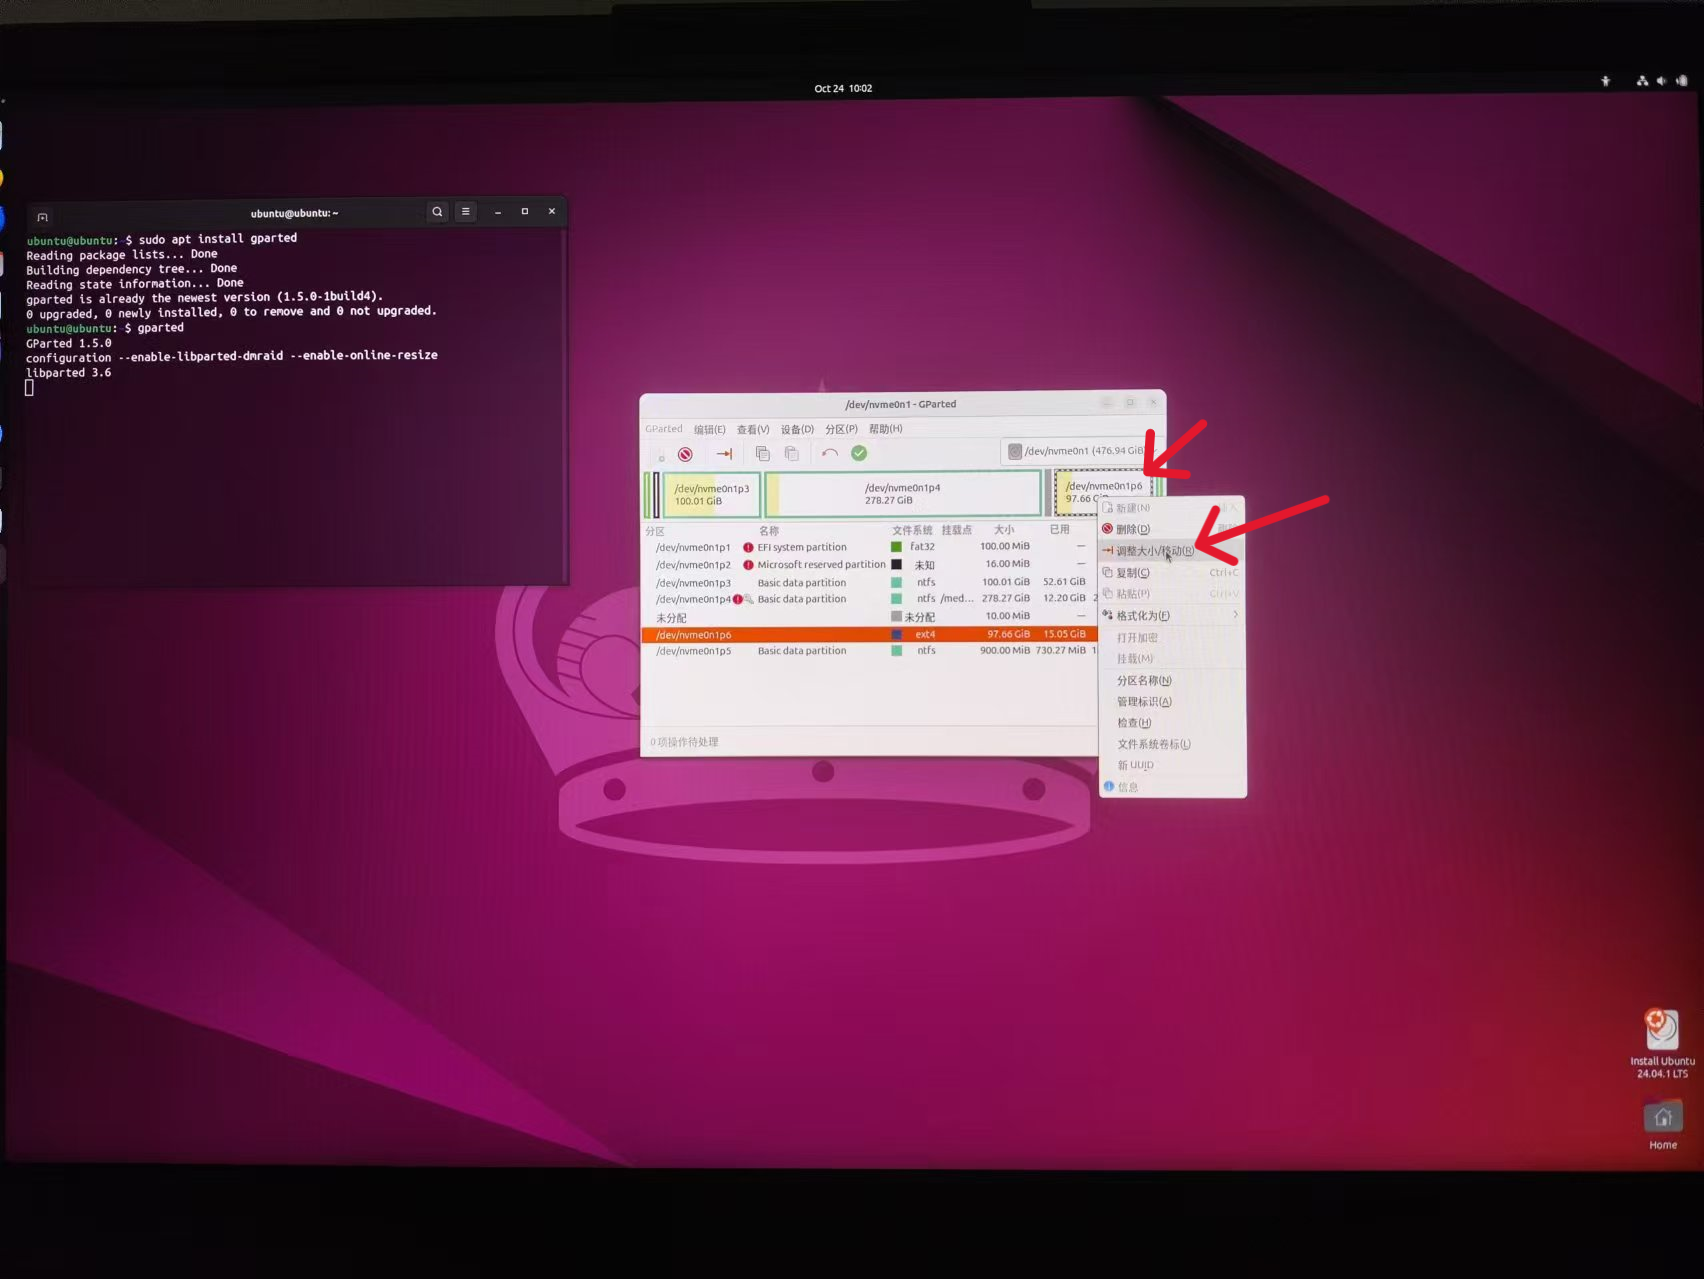 Oct 24 10:02
ubuntu@ubuntu: ~
ubuntu@ubuntu:~$ sudo apt install gparted
Reading package lists... Done
Building dependency tree... Done
Reading state information... Done
gparted is already the newest version (1.5.0-1build4).
0 upgraded, 0 newly installed, 0 to remove and 0 not upgraded.
ubuntu@ubuntu:~$ gparted
GParted 1.5.0
configuration --enable-libparted-dmraid --enable-online-resize
libparted 3.6
/dev/nvme0n1 - GParted
GParted 编辑(E) 查看(V) 设备(D) 分区(P) 帮助(H)
/dev/nvme0n1 (476.94 GiB)
/dev/nvme0n1p3
100.01 GiB
/dev/nvme0n1p4
278.27 GiB
/dev/nvme0n1p6
97.66 GiB
分区 名称 文件系统 挂载点 大小 已用
/dev/nvme0n1p1 EFI system partition fat32 100.00 MiB —
/dev/nvme0n1p2 Microsoft reserved partition 未知 16.00 MiB —
/dev/nvme0n1p3 Basic data partition ntfs 100.01 GiB 52.61 GiB
/dev/nvme0n1p4 Basic data partition ntfs /med... 278.27 GiB 12.20 GiB 2
未分配 未分配 10.00 MiB —
/dev/nvme0n1p6 ext4 97.66 GiB 15.05 GiB
/dev/nvme0n1p5 Basic data partition ntfs 900.00 MiB 730.27 MiB 1
0 项操作待处理
新建(N)
删除(D) 删除
调整大小/移动(R)
复制(C) Ctrl+C
粘贴(P) Ctrl+V
格式化为(F)
打开加密
挂载(M)
分区名称(N)
管理标识(A)
检查(H)
文件系统卷标(L)
新 UUID
信息
Install Ubuntu
24.04.1 LTS
Home